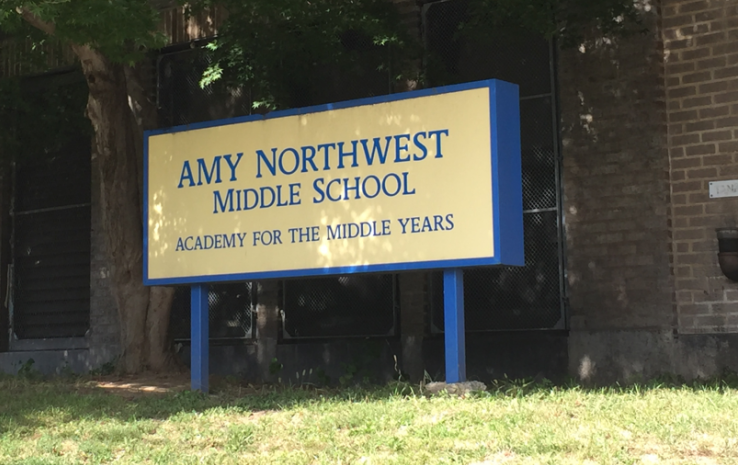 AMY NORTHWEST
MIDDLE SCHOOL
ACADEMY FOR THE MIDDLE YEARS